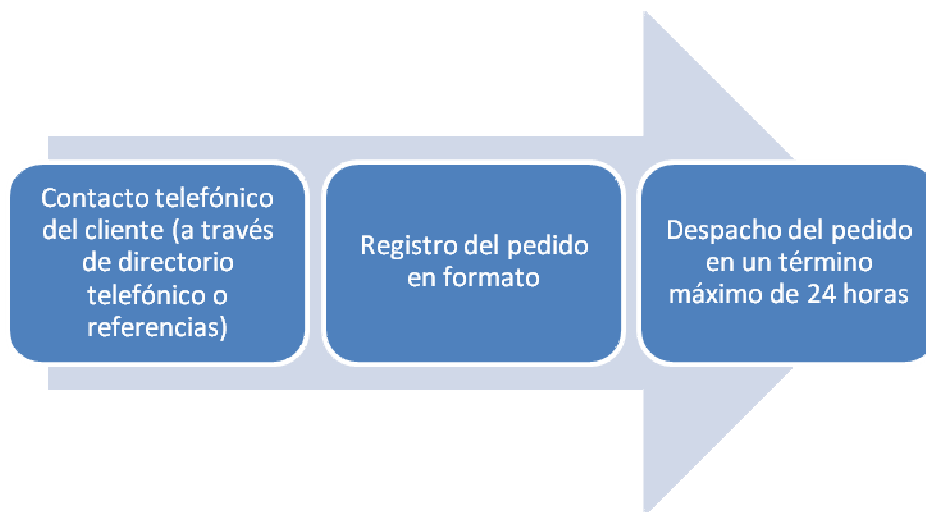 Contacto telefónico
del cliente (a través
de directorio
telefónico o
referencias)
Registro del pedido
en formato
Despacho del pedido
en un término
máximo de 24 horas